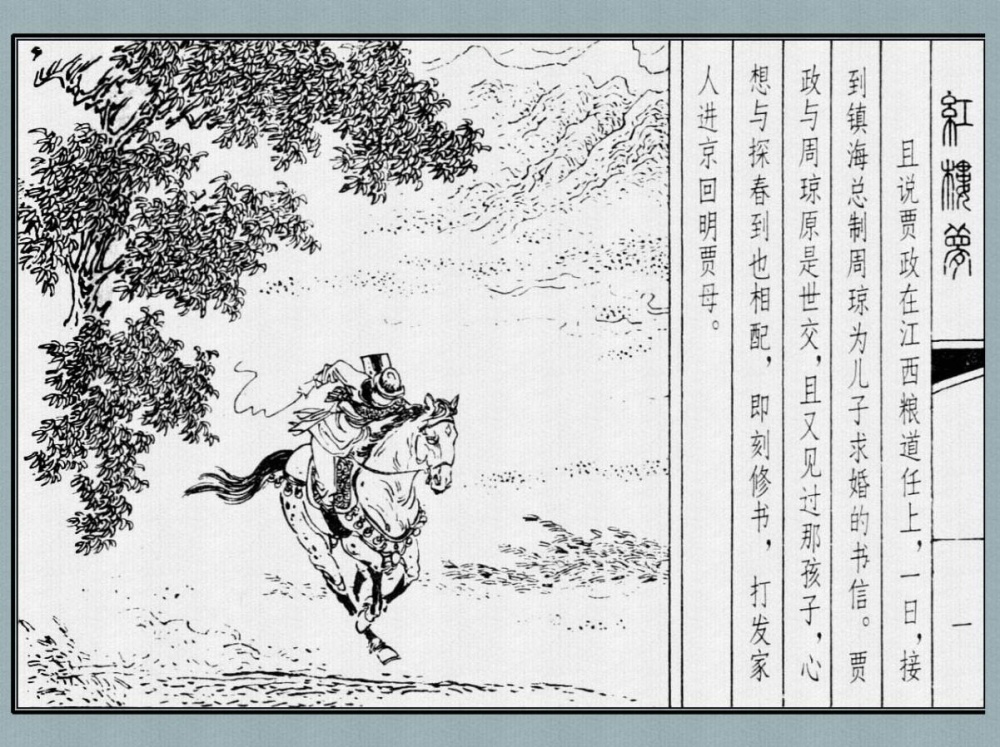 紅樓夢
一
且说贾政在江西粮道任上，一日，接
到镇海总制周琼为儿子求婚的书信。贾
政与周琼原是世交，且又见过那孩子，心
想与探春到也相配，即刻修书，打发家
人进京回明贾母。